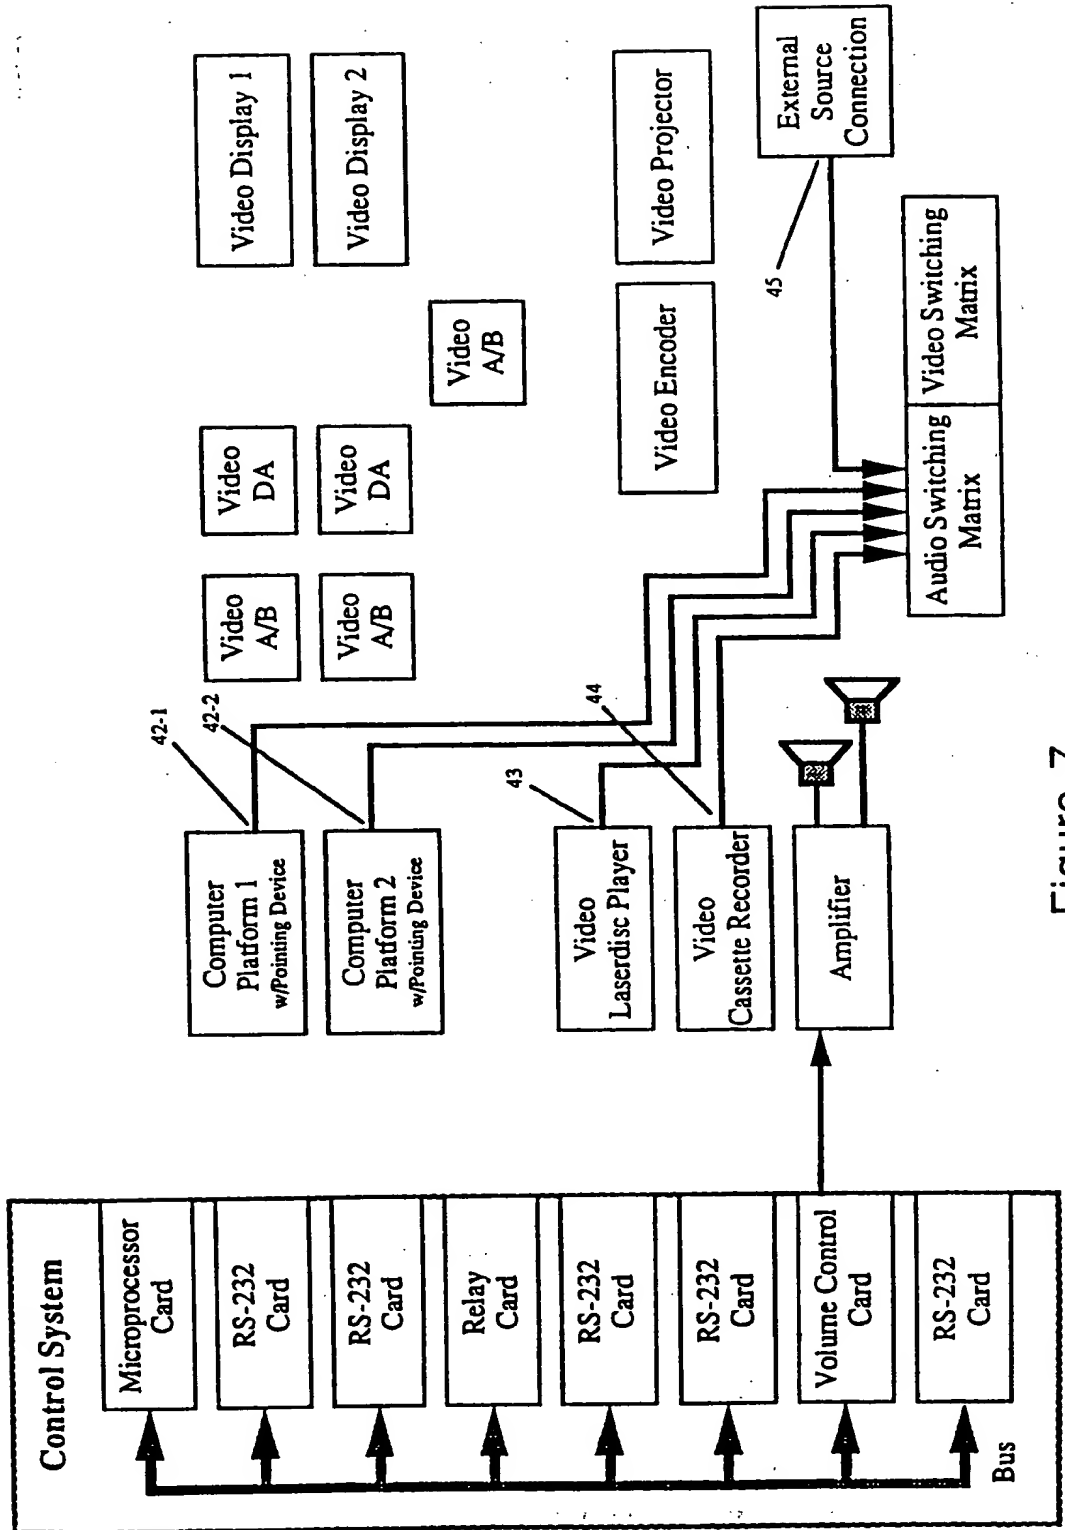 Control System
Microprocessor
Card
RS-232
Card
RS-232
Card
Relay
Card
RS-232
Card
RS-232
Card
Volume Control
Card
RS-232
Card
Bus
Computer
Platform 1
w/Pointing Device
Computer
Platform 2
w/Pointing Device
Video
Laserdisc Player
Video
Cassette Recorder
Amplifier
42-1
42-2
43
44
Video
A/B
Video
A/B
Video
DA
Video
DA
Video
A/B
Video Display 1
Video Display 2
Video Encoder
Video Projector
45
External
Source
Connection
Audio Switching
Matrix
Video Switching
Matrix
Figure 7